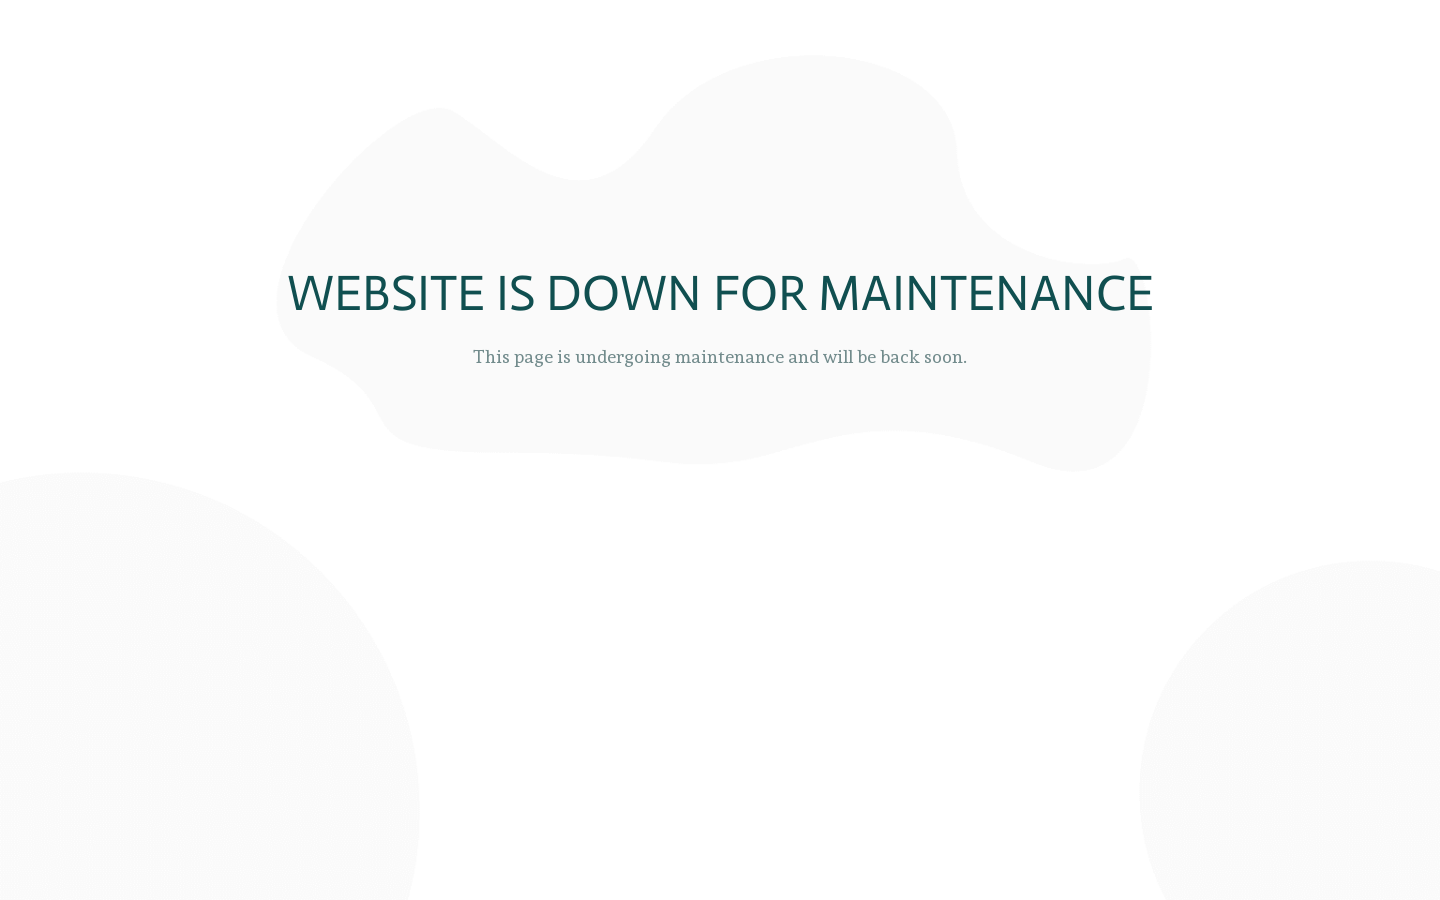 WEBSITE IS DOWN FOR MAINTENANCE
This page is undergoing maintenance and will be back soon.